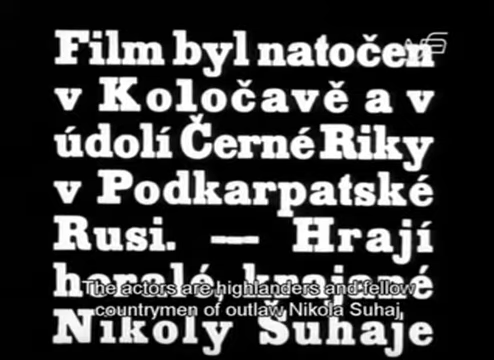 Film byl natočen
v Koločavě a v
údolí Černé Riky
v Podkarpatské
Rusi. — Hrají
horalé, krajané
The actors are highlanders and fellow
countrymen of outlaw Nikola Suhaj,
Nikoly Šuhaje